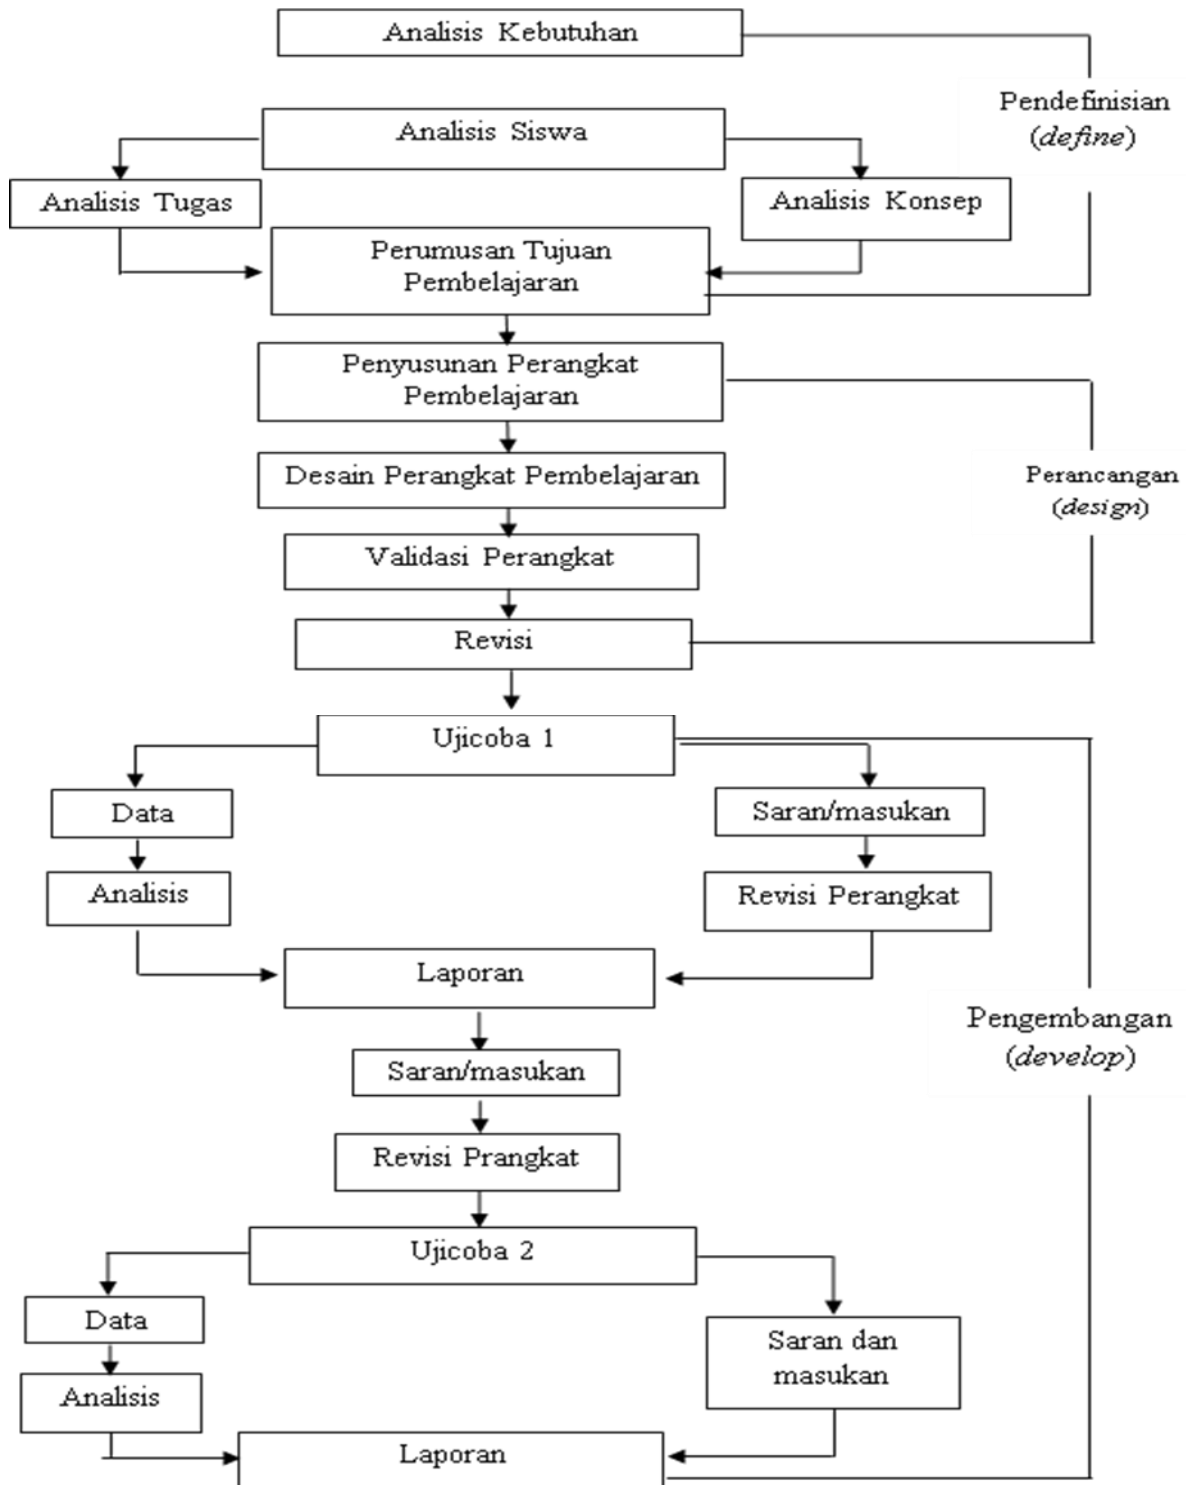 Analisis Kebutuhan
Pendefinisian
(define)
Analisis Siswa
Analisis Tugas
Analisis Konsep
Perumusan Tujuan
Pembelajaran
Penyusunan Perangkat
Pembelajaran
Desain Perangkat Pembelajaran
Perancangan
(design)
Validasi Perangkat
Revisi
Ujicoba 1
Data
Saran/masukan
Analisis
Revisi Perangkat
Laporan
Pengembangan
(develop)
Saran/masukan
Revisi Prangkat
Ujicoba 2
Data
Saran dan
masukan
Analisis
Laporan